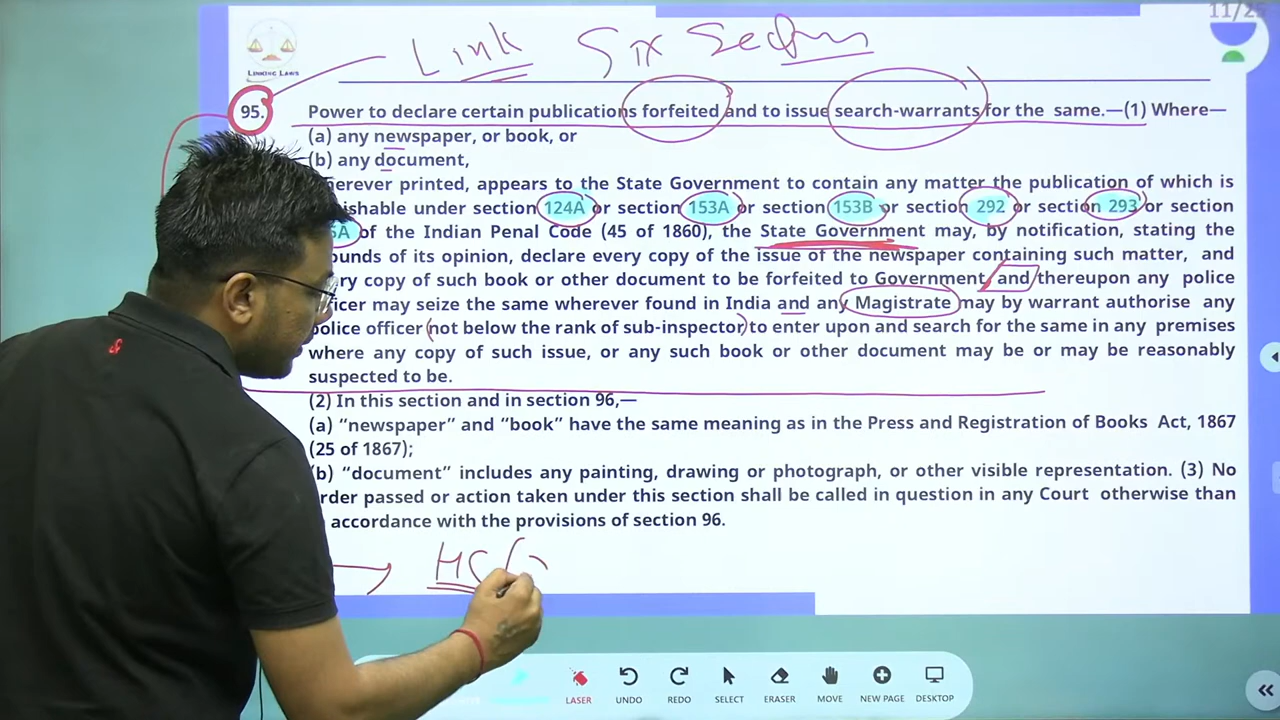 11/25
Link Six Sections
LINKING LAWS
95. Power to declare certain publications forfeited and to issue search-warrants for the same.—(1) Where—
(a) any newspaper, or book, or
(b) any document,
wherever printed, appears to the State Government to contain any matter the publication of which is
ishable under section 124A or section 153A or section 153B or section 292 or section 293 or section
5A of the Indian Penal Code (45 of 1860), the State Government may, by notification, stating the
ounds of its opinion, declare every copy of the issue of the newspaper containing such matter, and
ry copy of such book or other document to be forfeited to Government, and thereupon any police
fficer may seize the same wherever found in India and any Magistrate may by warrant authorise any
police officer (not below the rank of sub-inspector) to enter upon and search for the same in any premises
where any copy of such issue, or any such book or other document may be or may be reasonably
suspected to be.
(2) In this section and in section 96,—
(a) “newspaper” and “book” have the same meaning as in the Press and Registration of Books Act, 1867
(25 of 1867);
(b) “document” includes any painting, drawing or photograph, or other visible representation. (3) No
order passed or action taken under this section shall be called in question in any Court otherwise than
accordance with the provisions of section 96.
HC
LASER UNDO REDO SELECT ERASER MOVE NEW PAGE DESKTOP